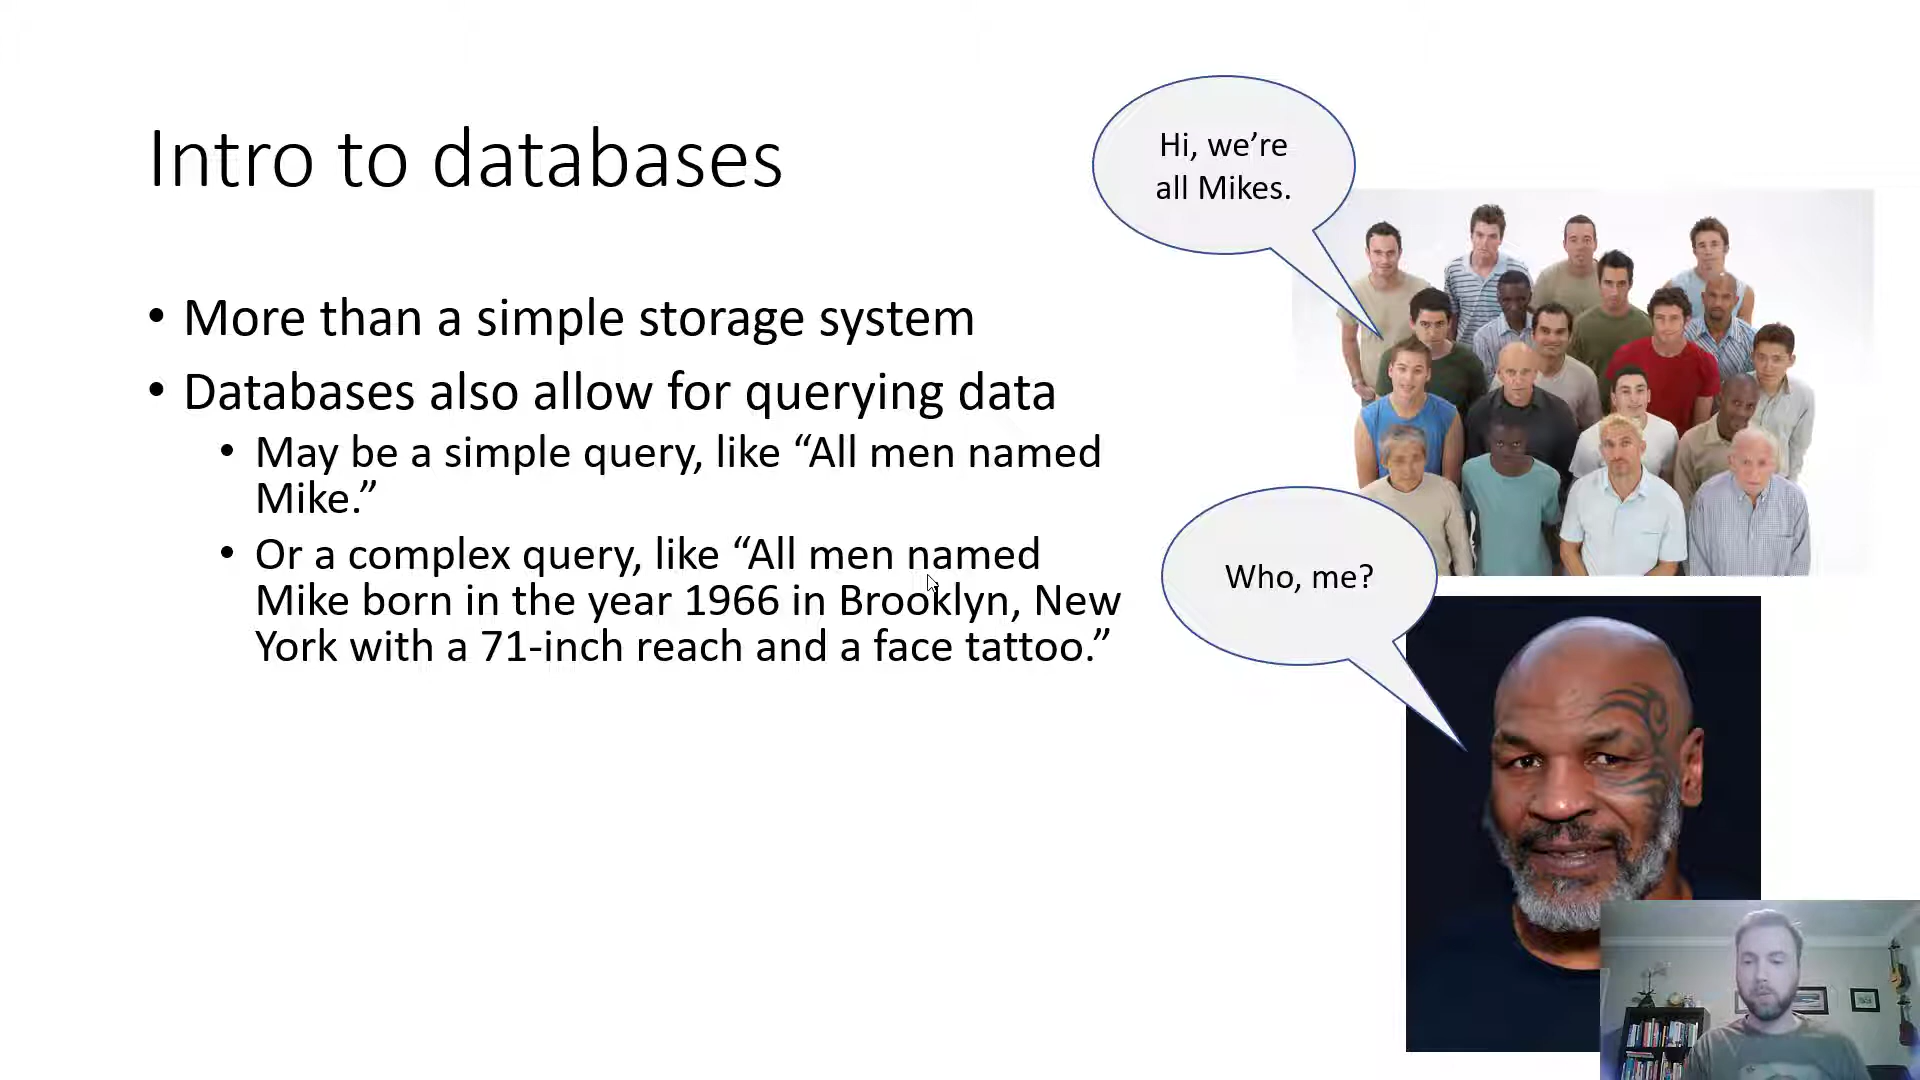 Intro to databases
Hi, we’re
all Mikes.
• More than a simple storage system
• Databases also allow for querying data
• May be a simple query, like “All men named
Mike.”
• Or a complex query, like “All men named
Mike born in the year 1966 in Brooklyn, New
York with a 71-inch reach and a face tattoo.”
Who, me?